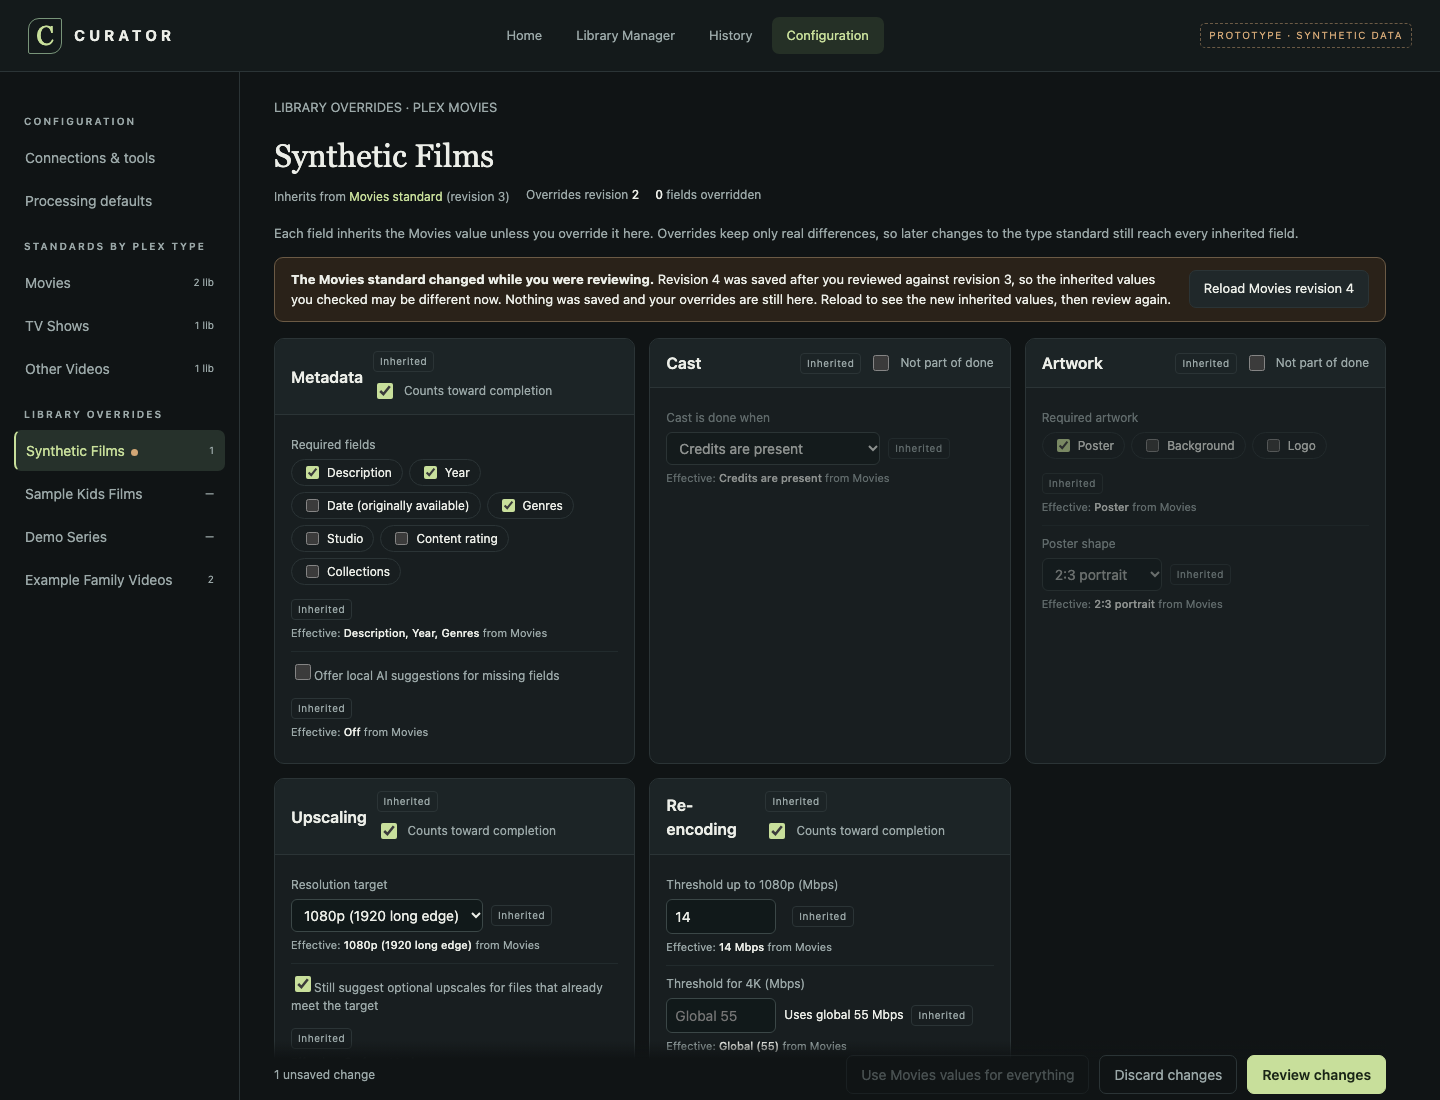 C CURATOR
Home
Library Manager
History
Configuration
PROTOTYPE · SYNTHETIC DATA
CONFIGURATION
Connections & tools
Processing defaults
STANDARDS BY PLEX TYPE
Movies 2 lib
TV Shows 1 lib
Other Videos 1 lib
LIBRARY OVERRIDES
Synthetic Films 1
Sample Kids Films –
Demo Series –
Example Family Videos 2
LIBRARY OVERRIDES · PLEX MOVIES
Synthetic Films
Inherits from Movies standard (revision 3) Overrides revision 2 0 fields overridden
Each field inherits the Movies value unless you override it here. Overrides keep only real differences, so later changes to the type standard still reach every inherited field.
The Movies standard changed while you were reviewing. Revision 4 was saved after you reviewed against revision 3, so the inherited values
you checked may be different now. Nothing was saved and your overrides are still here. Reload to see the new inherited values, then review again.
Reload Movies revision 4
Metadata
Inherited
Counts toward completion
Required fields
Description
Year
Date (originally available)
Genres
Studio
Content rating
Collections
Inherited
Effective: Description, Year, Genres from Movies
Offer local AI suggestions for missing fields
Inherited
Effective: Off from Movies
Cast
Inherited
Not part of done
Cast is done when
Credits are present
Inherited
Effective: Credits are present from Movies
Artwork
Inherited
Not part of done
Required artwork
Poster
Background
Logo
Inherited
Effective: Poster from Movies
Poster shape
2:3 portrait
Inherited
Effective: 2:3 portrait from Movies
Upscaling
Inherited
Counts toward completion
Resolution target
1080p (1920 long edge)
Inherited
Effective: 1080p (1920 long edge) from Movies
Still suggest optional upscales for files that already
meet the target
Inherited
Re-
encoding
Inherited
Counts toward completion
Threshold up to 1080p (Mbps)
14
Inherited
Effective: 14 Mbps from Movies
Threshold for 4K (Mbps)
Global 55
Uses global 55 Mbps
Inherited
Effective: Global (55) from Movies
1 unsaved change
Use Movies values for everything
Discard changes
Review changes